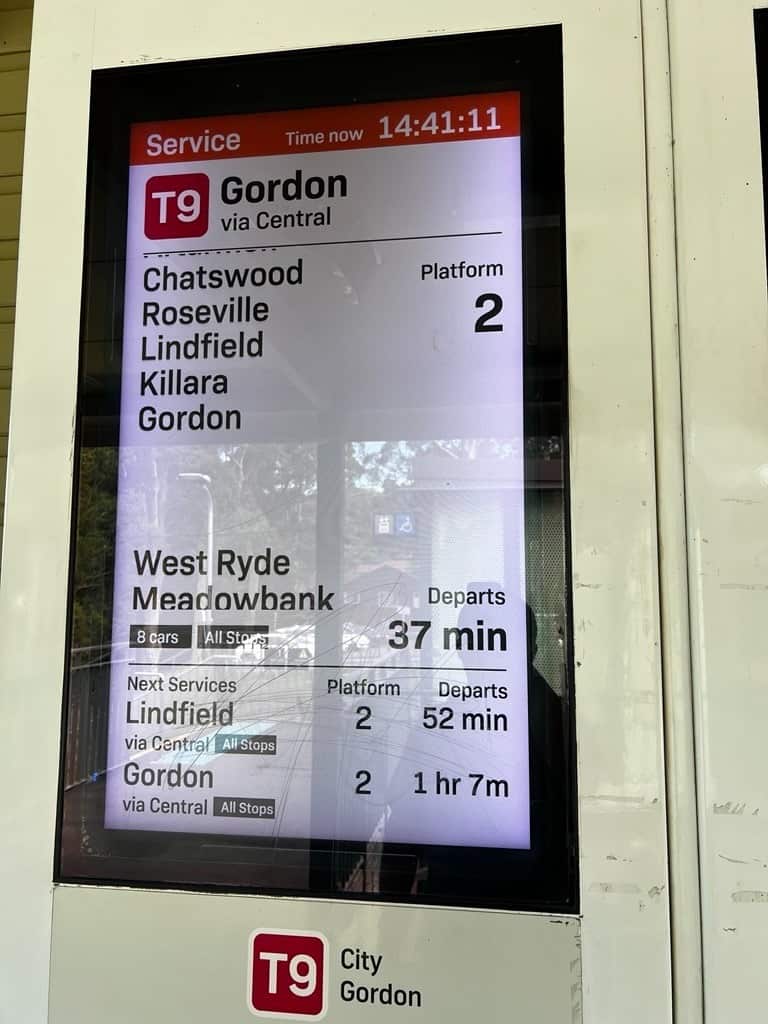 Service Time now 14:41:11
T9 Gordon
via Central
Chatswood Platform
Roseville 2
Lindfield
Killara
Gordon
West Ryde
Meadowbank Departs
8 cars All Stops 37 min
Next Services Platform Departs
Lindfield 2 52 min
via Central All Stops
Gordon 2 1 hr 7m
via Central All Stops
T9 City
Gordon